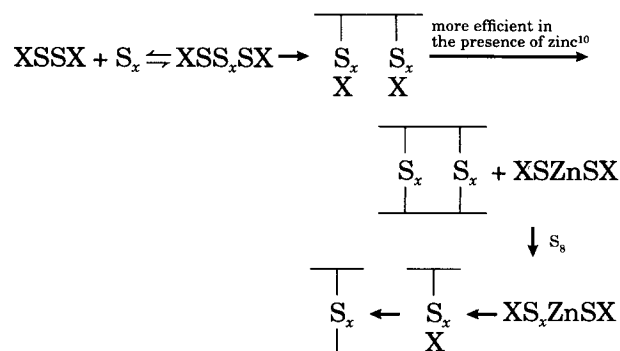 XSSX + Sₓ ⇌ XSSₓSX → Sₓ Sₓ
X X
more efficient in
the presence of zinc¹⁰
Sₓ Sₓ + XSZnSX
S₈
Sₓ ← Sₓ ← XSₓZnSX
X